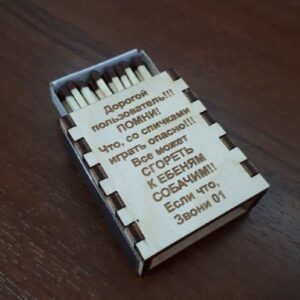 Дорогой
пользователь!!!
ПОМНИ!
Что, со спичками
играть опасно!!!
Все может
СГОРЕТЬ
К ЕБЕНЯМ
СОБАЧИМ!!
Если что,
Звони 01